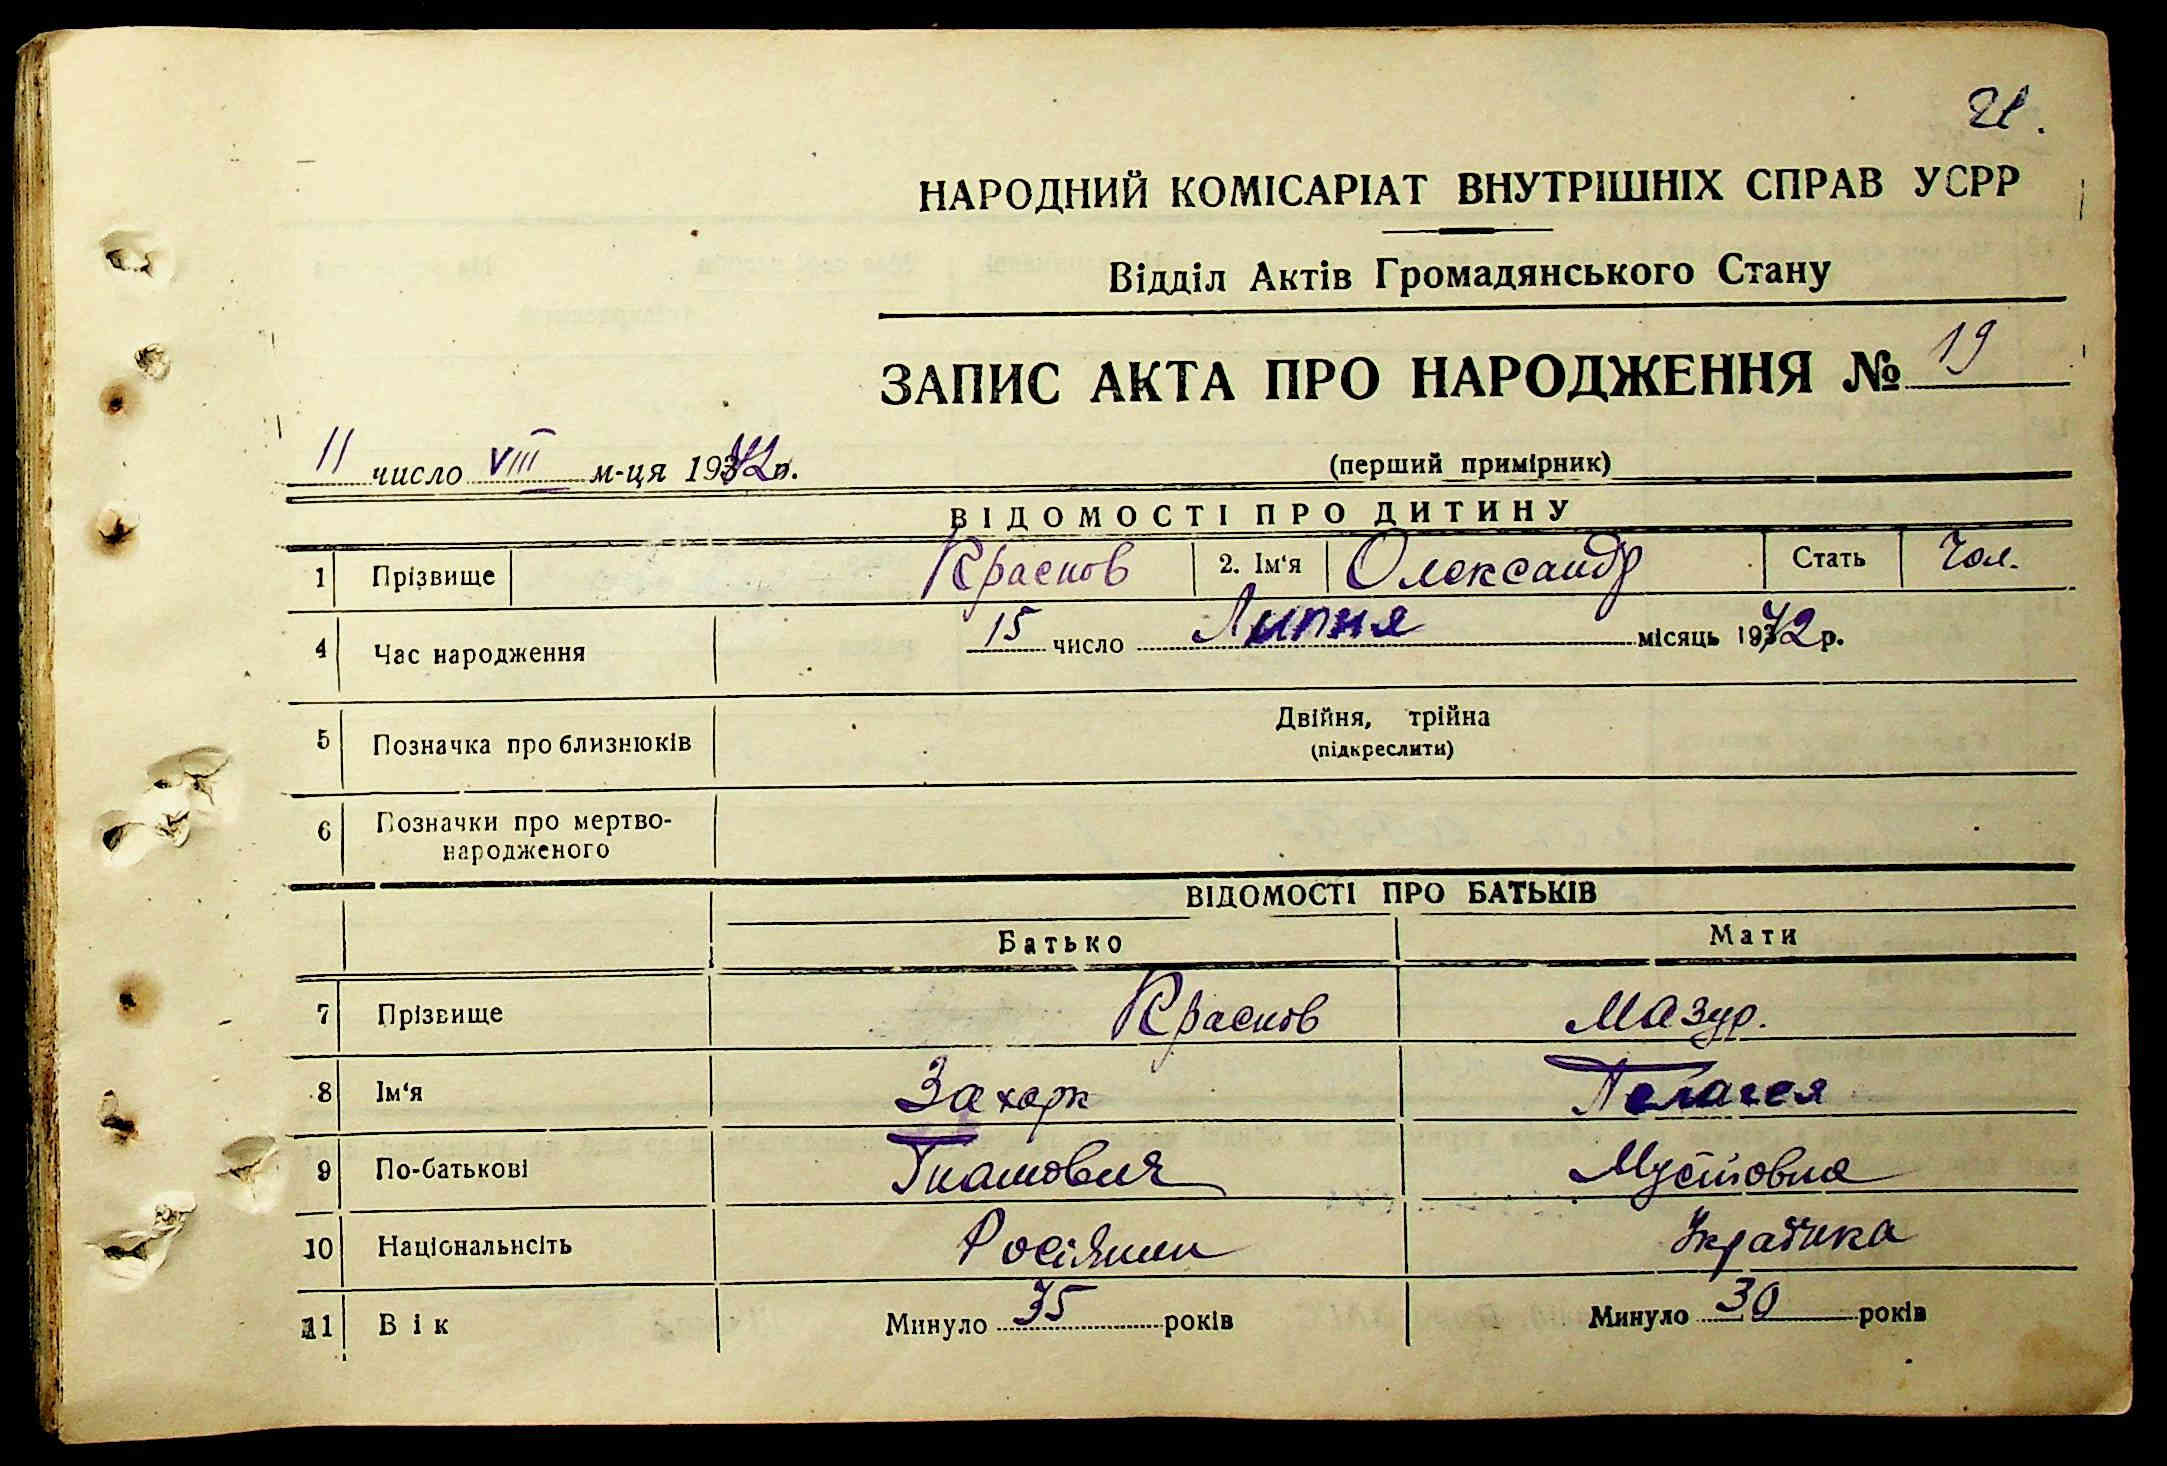 21.
НАРОДНИЙ КОМІСАРІАТ ВНУТРІШНІХ СПРАВ УСРР
Відділ Актів Громадянського Стану
ЗАПИС АКТА ПРО НАРОДЖЕННЯ № 19
11 число VIII м-ця 1942 р.
(перший примірник)
ВІДОМОСТІ ПРО ДИТИНУ
1 Прізвище Краснов 2. Ім'я Олександр Стать Чол.
4 Час народження 15 число Липня місяць 1942 р.
5 Позначка про близнюків Двійня, трійна
(підкреслити)
6 Позначки про мертво-
народженого
ВІДОМОСТІ ПРО БАТЬКІВ
Батько Мати
7 Прізвище Краснов Мазур.
8 Ім'я Захарк Пелагея
9 По-батькові Мустовна
10 Національнсіть Росіянин Українка
11 Вік Минуло 35 років Минуло 30 років